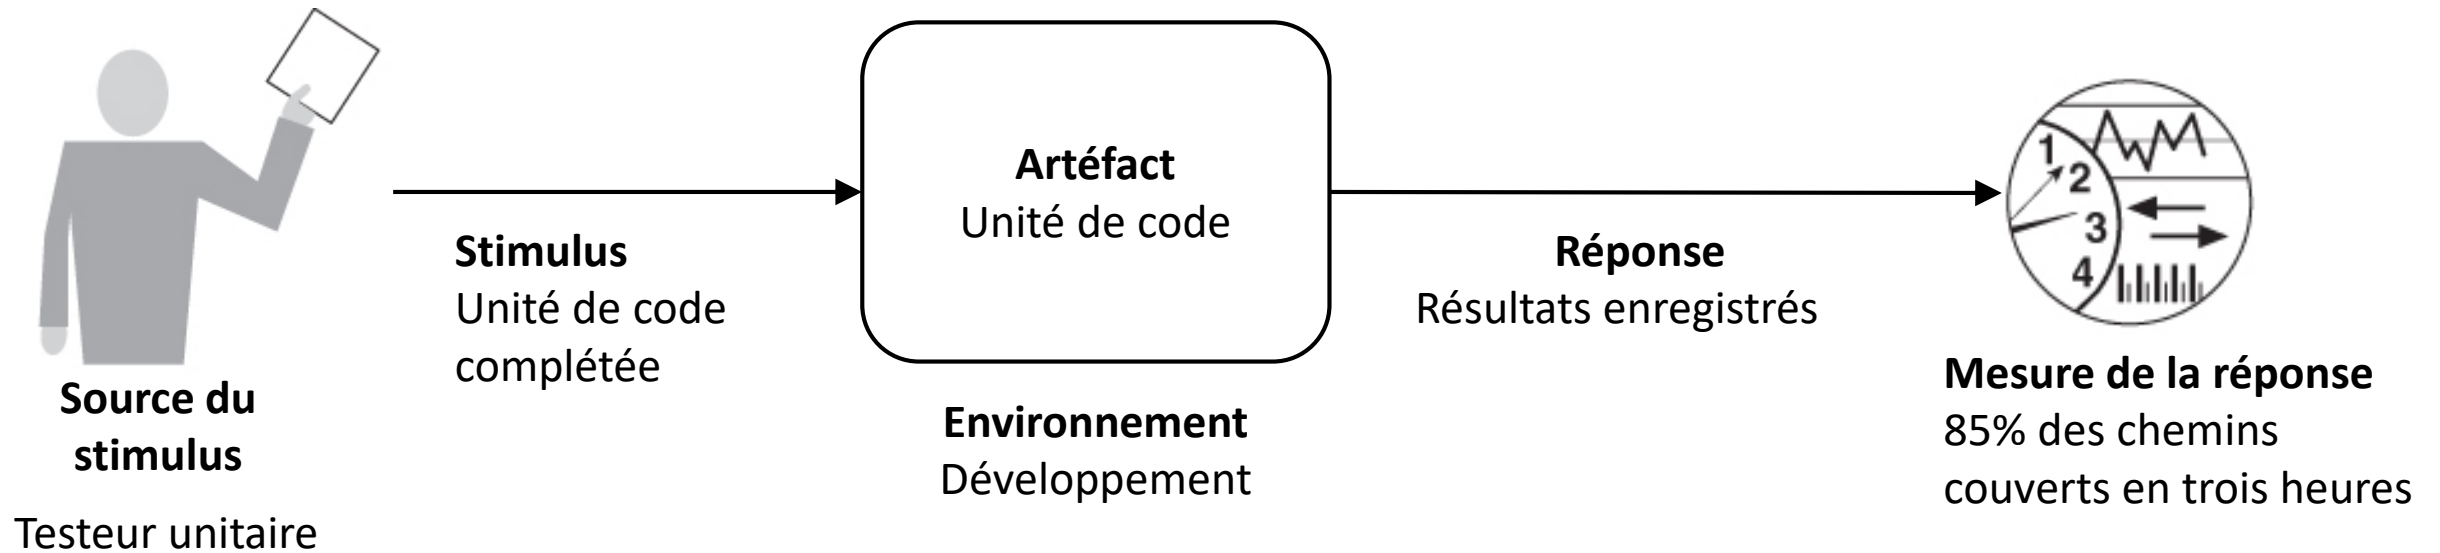 Source du
stimulus
Testeur unitaire
Stimulus
Unité de code
complétée
Artéfact
Unité de code
Environnement
Développement
Réponse
Résultats enregistrés
1
2
3
4
Mesure de la réponse
85% des chemins
couverts en trois heures